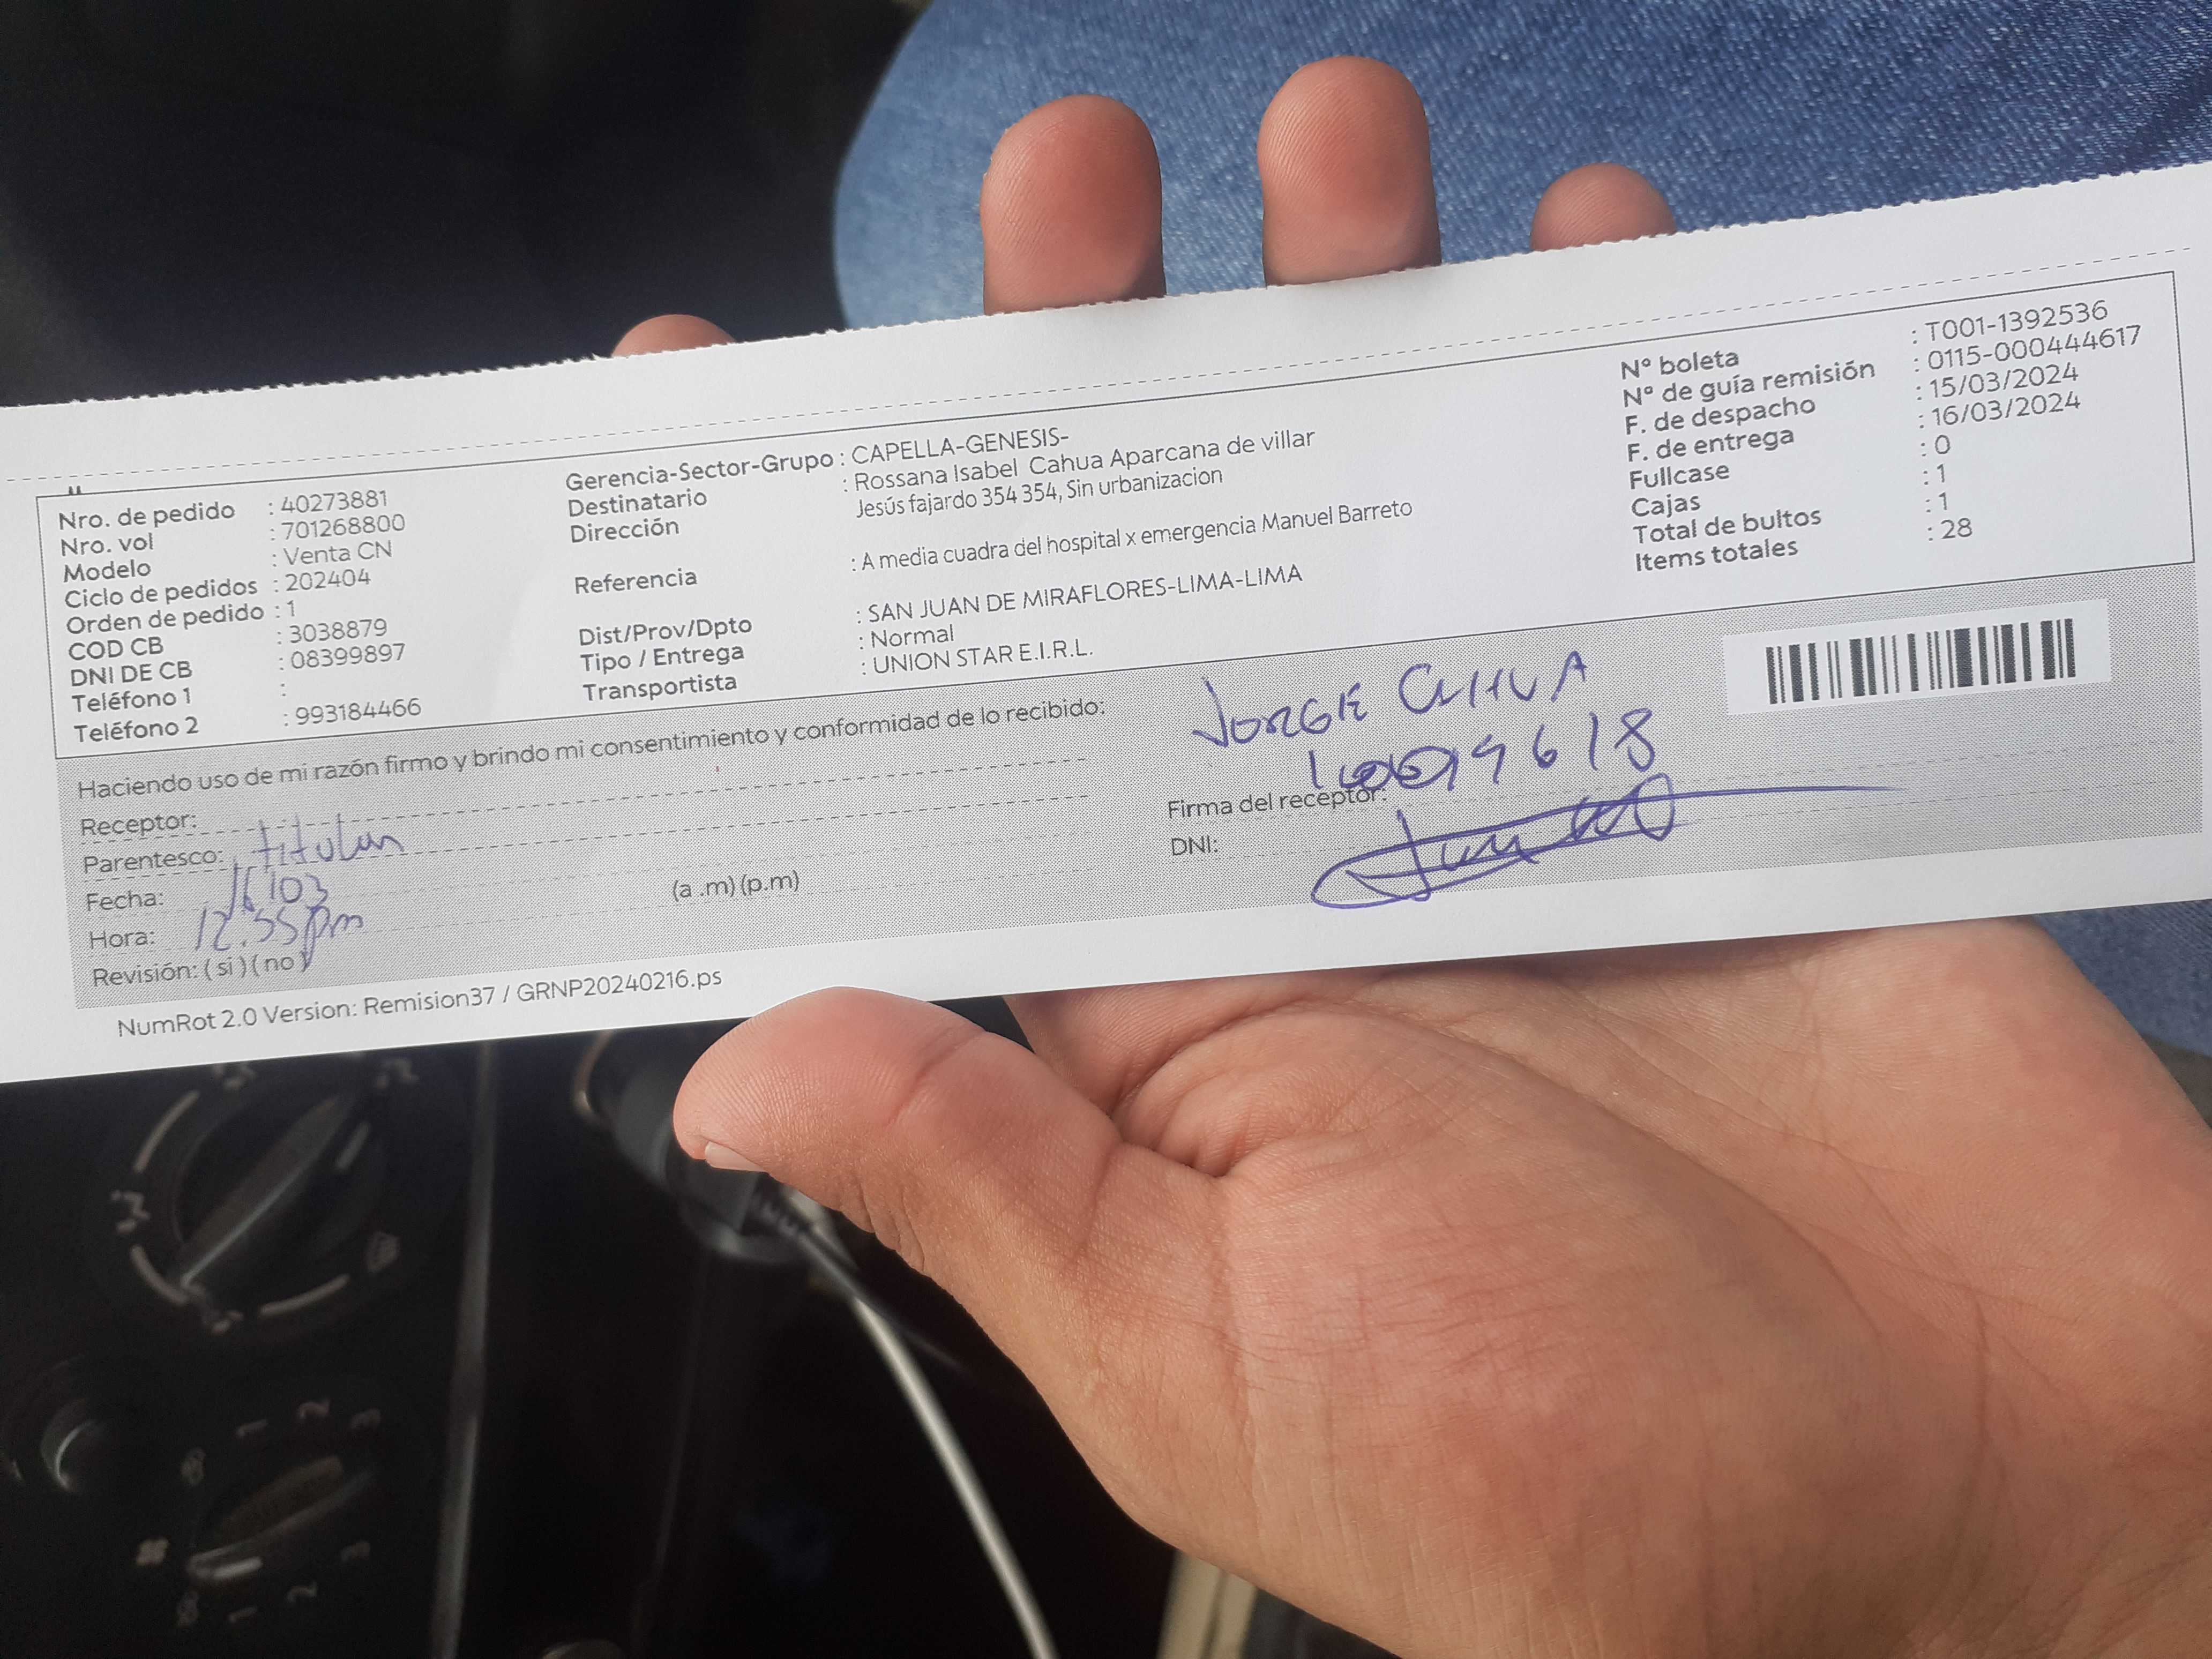 Nro. de pedido : 40273881
Nro. vol : 701268800
Modelo : Venta CN
Ciclo de pedidos : 202404
Orden de pedido : 1
COD CB : 3038879
DNI DE CB : 08399897
Teléfono 1 :
Teléfono 2 : 993184466
Gerencia-Sector-Grupo : CAPELLA-GENESIS-
Destinatario : Rossana Isabel Cahua Aparcana de villar
Dirección Jesús fajardo 354 354, Sin urbanizacion
Referencia : A media cuadra del hospital x emergencia Manuel Barreto
Dist/Prov/Dpto : SAN JUAN DE MIRAFLORES-LIMA-LIMA
Tipo / Entrega : Normal
Transportista : UNION STAR E.I.R.L.
Nº boleta : T001-1392536
Nº de guía remisión : 0115-000444617
F. de despacho : 15/03/2024
F. de entrega : 16/03/2024
Fullcase : 0
Cajas : 1
Total de bultos : 1
Items totales : 28
Haciendo uso de mi razón firmo y brindo mi consentimiento y conformidad de lo recibido:
Receptor:
Parentesco: titular
Fecha: 16/03
Hora: 12:55pm (a .m) (p.m)
Revisión: ( si ) ( no )
JORGE CAHUA
Firma del receptor:
DNI:
NumRot 2.0 Version: Remision37 / GRNP20240216.ps